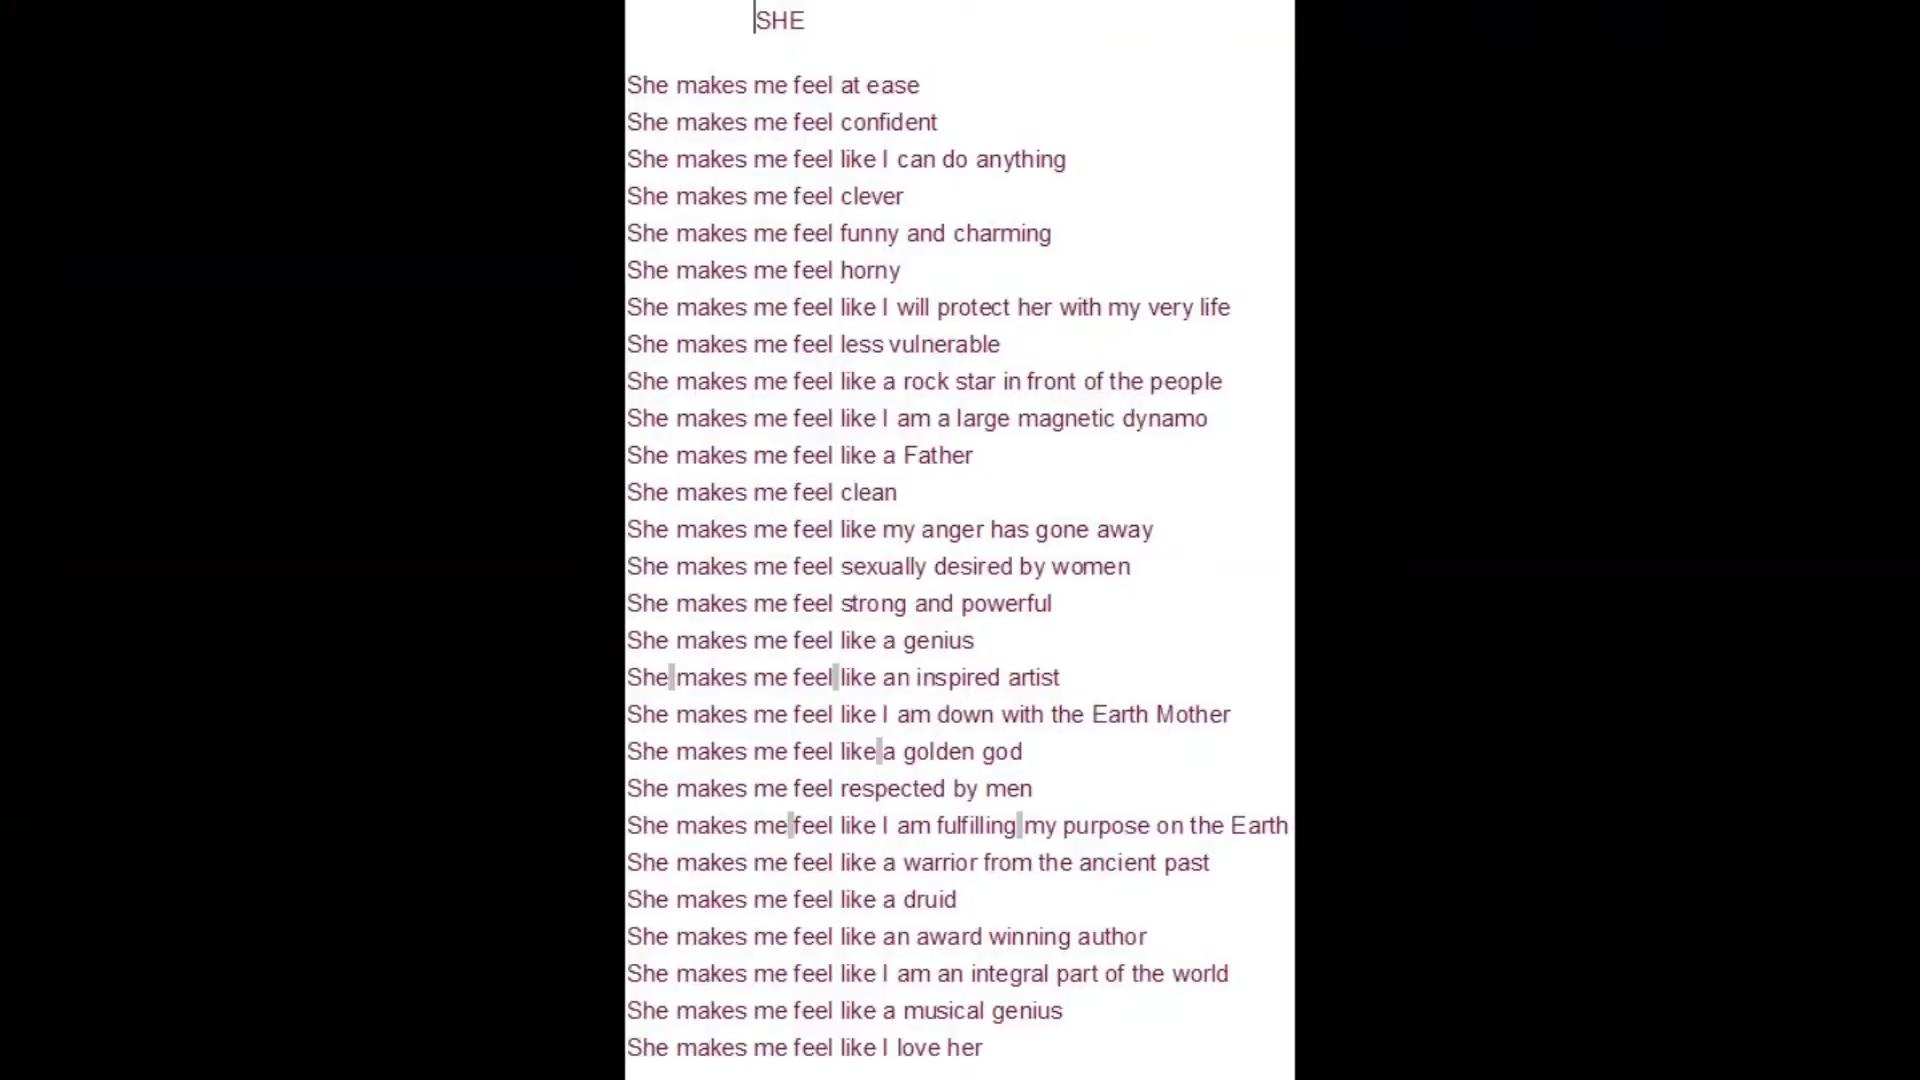 SHE
She makes me feel at ease
She makes me feel confident
She makes me feel like I can do anything
She makes me feel clever
She makes me feel funny and charming
She makes me feel horny
She makes me feel like I will protect her with my very life
She makes me feel less vulnerable
She makes me feel like a rock star in front of the people
She makes me feel like I am a large magnetic dynamo
She makes me feel like a Father
She makes me feel clean
She makes me feel like my anger has gone away
She makes me feel sexually desired by women
She makes me feel strong and powerful
She makes me feel like a genius
She makes me feel like an inspired artist
She makes me feel like I am down with the Earth Mother
She makes me feel like a golden god
She makes me feel respected by men
She makes me feel like I am fulfilling my purpose on the Earth
She makes me feel like a warrior from the ancient past
She makes me feel like a druid
She makes me feel like an award winning author
She makes me feel like I am an integral part of the world
She makes me feel like a musical genius
She makes me feel like I love her